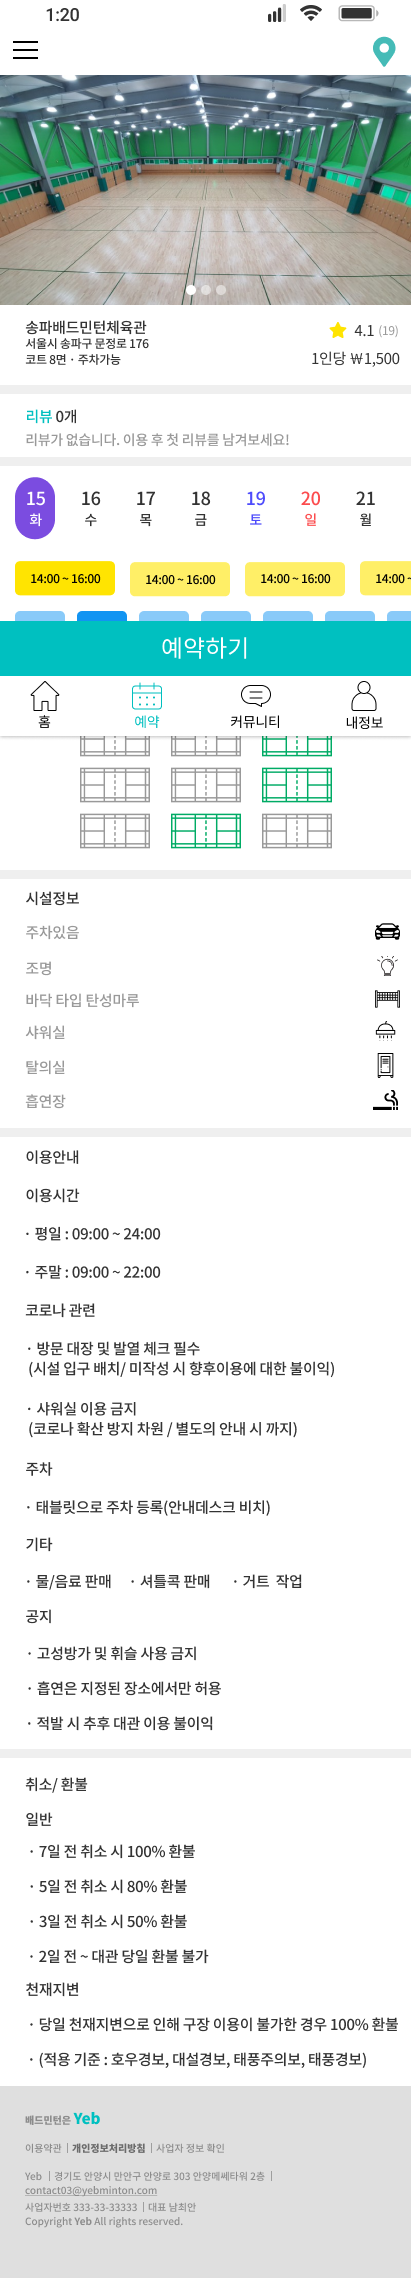 1:20
송파배드민턴체육관
4.1 (19)
서울시 송파구 문정로 176
코트 8면 · 주차가능
1인당 ₩1,500
리뷰 0개
리뷰가 없습니다. 이용 후 첫 리뷰를 남겨보세요!
15 16 17 18 19 20 21
화 수 목 금 토 일 월
14:00 ~ 16:00 14:00 ~ 16:00 14:00 ~ 16:00 14:00 ~
예약하기
홈 예약 커뮤니티 내정보
시설정보
주차있음
조명
바닥 타입 탄성마루
샤워실
탈의실
흡연장
이용안내
이용시간
· 평일 : 09:00 ~ 24:00
· 주말 : 09:00 ~ 22:00
코로나 관련
· 방문 대장 및 발열 체크 필수
(시설 입구 배치/ 미작성 시 향후이용에 대한 불이익)
· 샤워실 이용 금지
(코로나 확산 방지 차원 / 별도의 안내 시 까지)
주차
· 태블릿으로 주차 등록(안내데스크 비치)
기타
· 물/음료 판매 · 셔틀콕 판매 · 거트 작업
공지
· 고성방가 및 휘슬 사용 금지
· 흡연은 지정된 장소에서만 허용
· 적발 시 추후 대관 이용 불이익
취소/ 환불
일반
· 7일 전 취소 시 100% 환불
· 5일 전 취소 시 80% 환불
· 3일 전 취소 시 50% 환불
· 2일 전 ~ 대관 당일 환불 불가
천재지변
· 당일 천재지변으로 인해 구장 이용이 불가한 경우 100% 환불
· (적용 기준 : 호우경보, 대설경보, 태풍주의보, 태풍경보)
배드민턴은 Yeb
이용약관 | 개인정보처리방침 | 사업자 정보 확인
Yeb | 경기도 안양시 만안구 안양로 303 안양메쎄타워 2층 |
contact03@yebminton.com
사업자번호 333-33-33333 | 대표 남최안
Copyright Yeb All rights reserved.